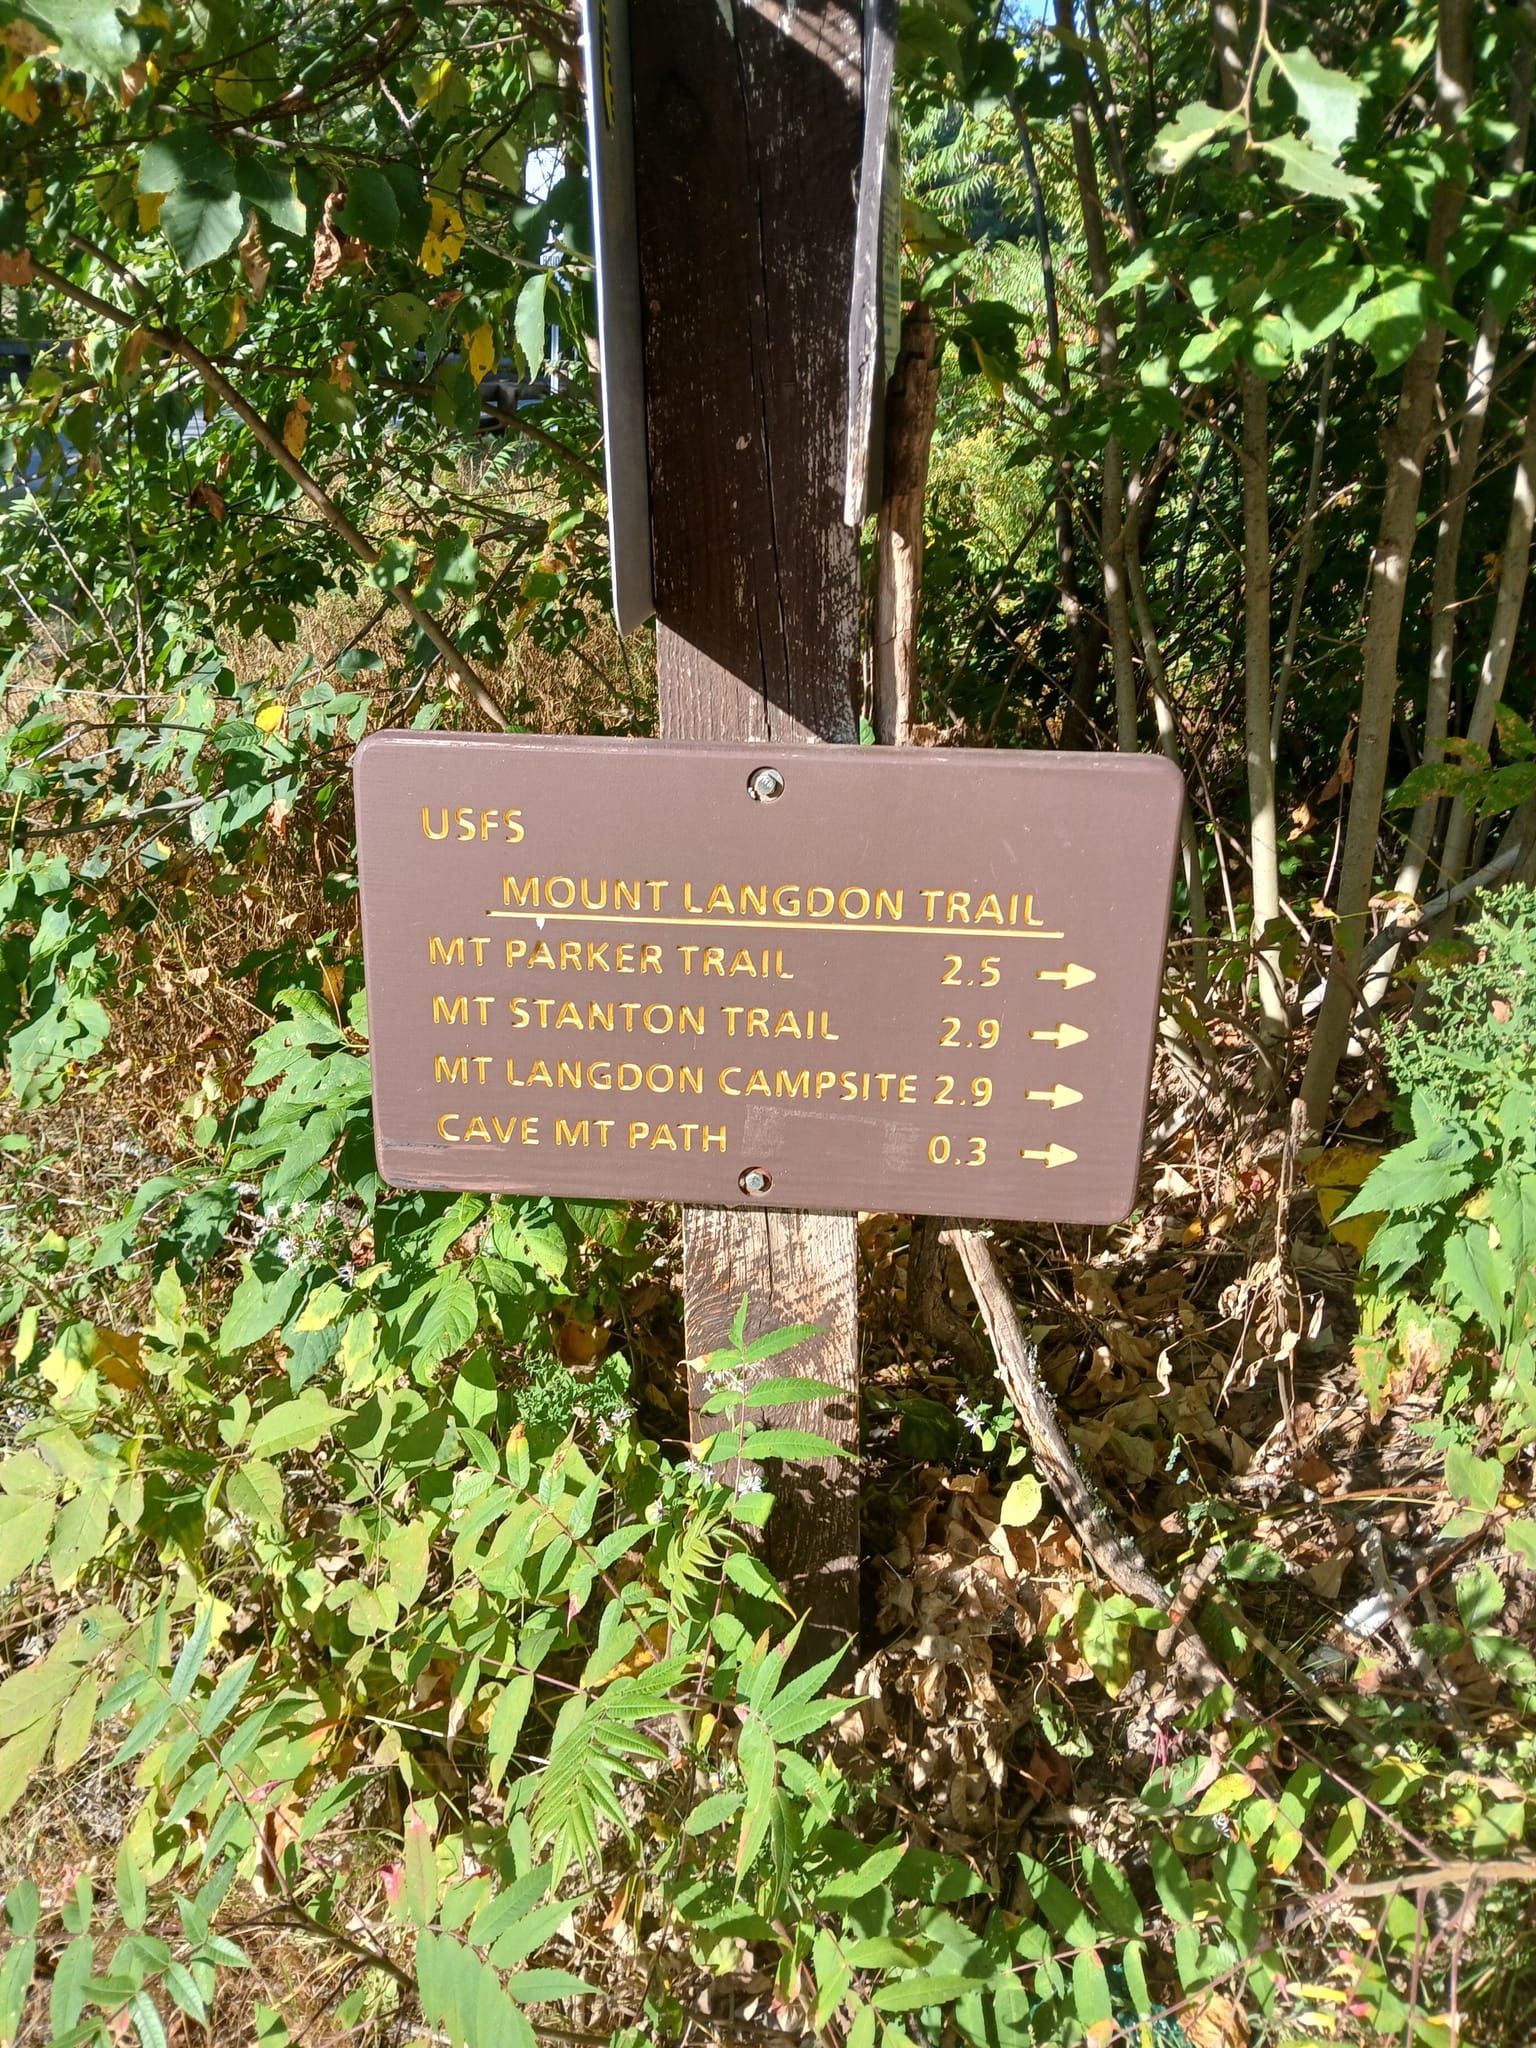 USFS
MOUNT LANGDON TRAIL
MT PARKER TRAIL 2.5 →
MT STANTON TRAIL 2.9 →
MT LANGDON CAMPSITE 2.9 →
CAVE MT PATH 0.3 →